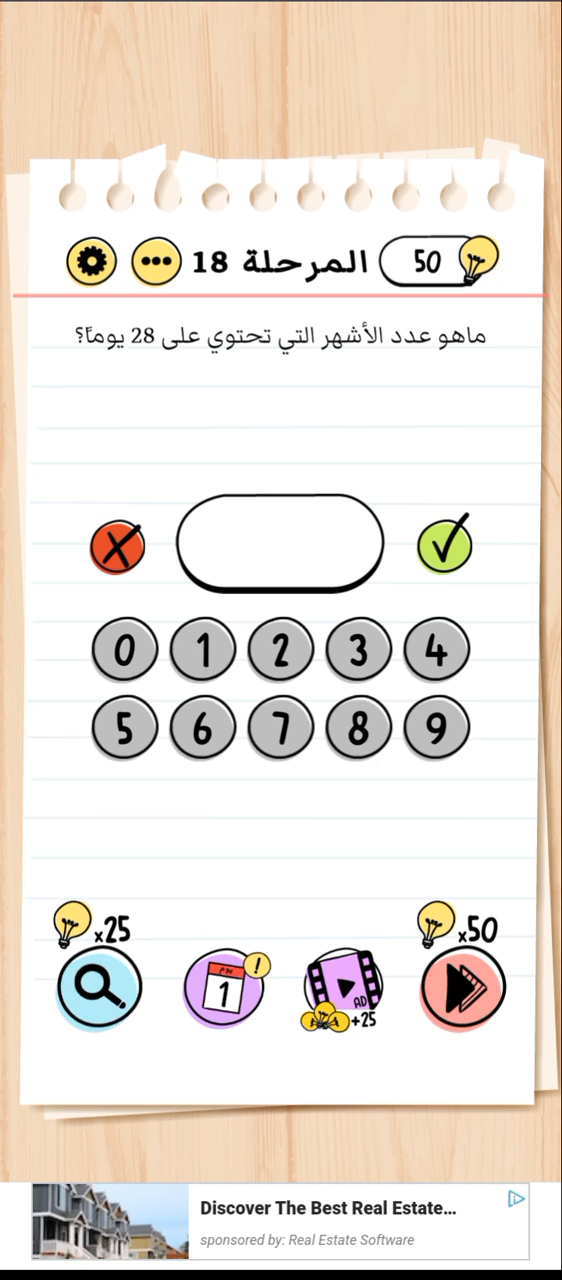 المرحلة 18
50
ماهو عدد الأشهر التي تحتوي على 28 يوماً؟
0 1 2 3 4
5 6 7 8 9
x25
x50
يوم
1
!
AD
+25
Discover The Best Real Estate...
sponsored by: Real Estate Software